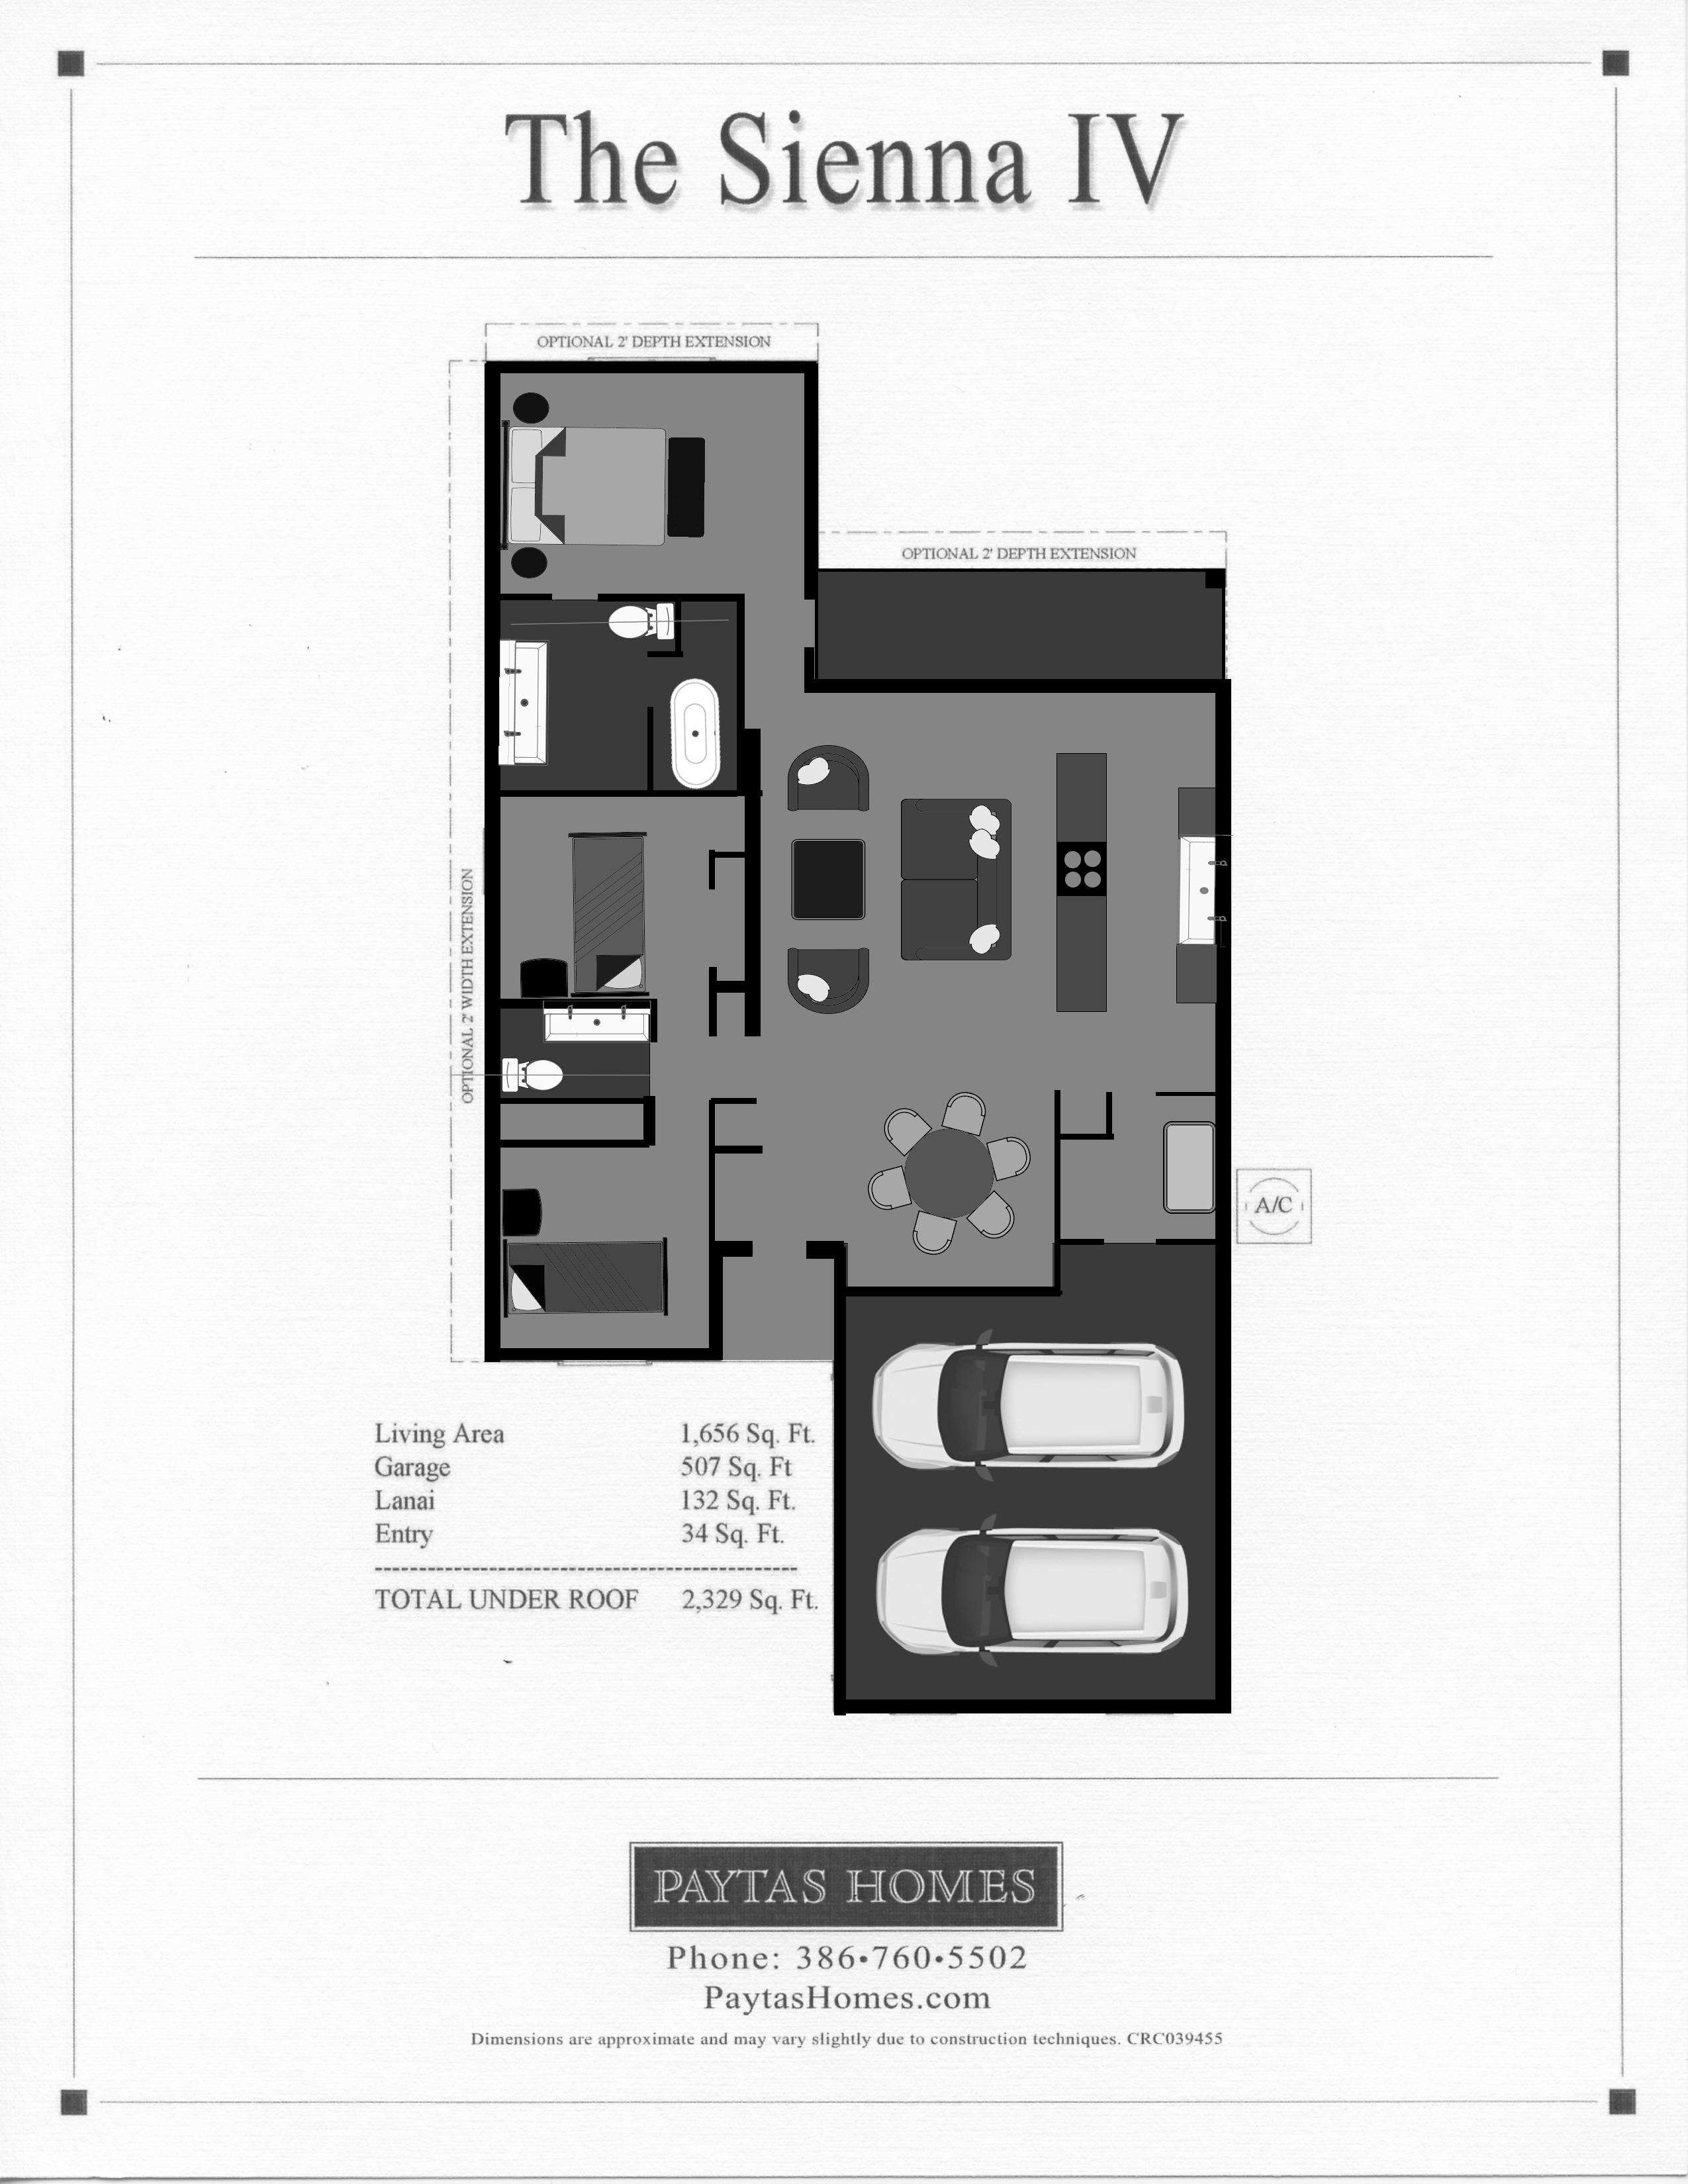 The Sienna IV
OPTIONAL 2' DEPTH EXTENSION
OPTIONAL 2' DEPTH EXTENSION
OPTIONAL 2' WIDTH EXTENSION
A/C
Living Area 1,656 Sq. Ft.
Garage 507 Sq. Ft
Lanai 132 Sq. Ft.
Entry 34 Sq. Ft.
TOTAL UNDER ROOF 2,329 Sq. Ft.
PAYTAS HOMES
Phone: 386•760•5502
PaytasHomes.com
Dimensions are approximate and may vary slightly due to construction techniques. CRC039455